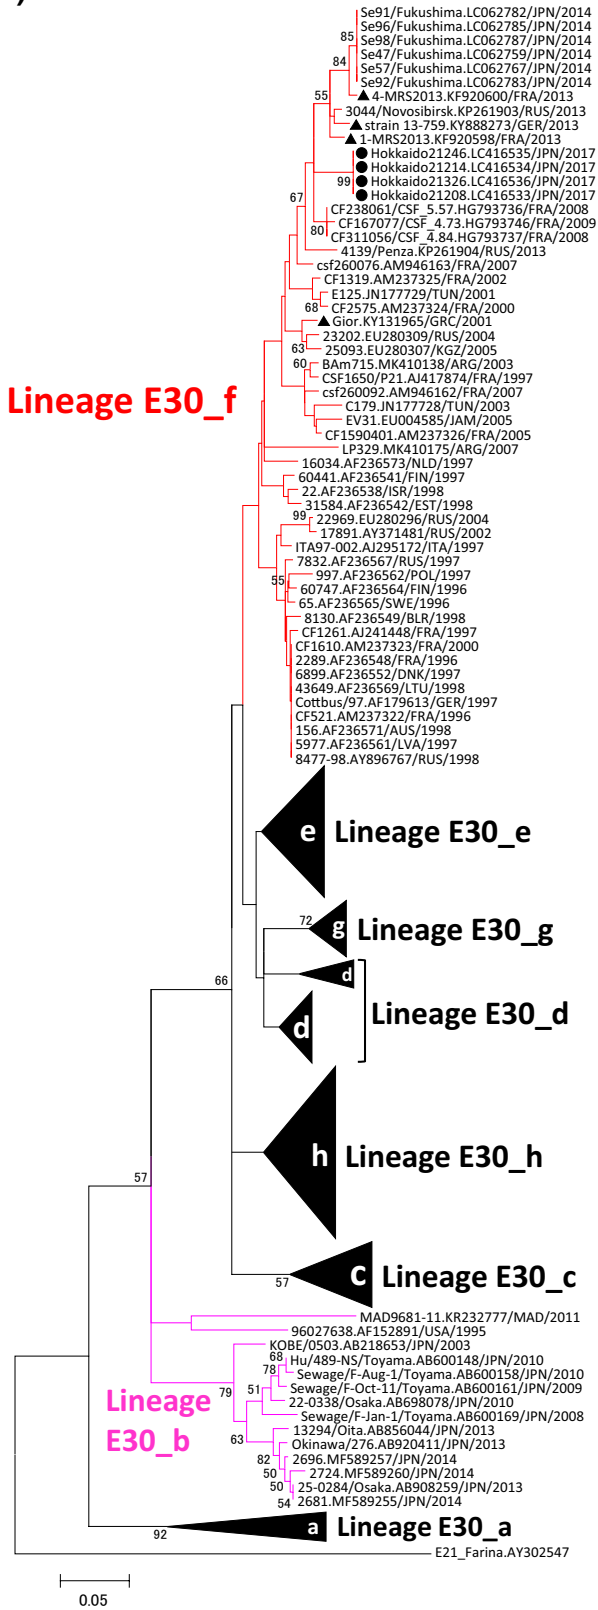 )
Se91/Fukushima.LC062782/JPN/2014
Se96/Fukushima.LC062785/JPN/2014
85
Se98/Fukushima.LC062787/JPN/2014
Se47/Fukushima.LC062759/JPN/2014
84
Se57/Fukushima.LC062767/JPN/2014
Se92/Fukushima.LC062783/JPN/2014
55
4-MRS2013.KF920600/FRA/2013
3044/Novosibirsk.KP261903/RUS/2013
strain 13-759.KY888273/GER/2013
1-MRS2013.KF920598/FRA/2013
Hokkaido21246.LC416535/JPN/2017
Hokkaido21214.LC416534/JPN/2017
99
Hokkaido21326.LC416536/JPN/2017
Hokkaido21208.LC416533/JPN/2017
67
CF238061/CSF_5.57.HG793736/FRA/2008
CF167077/CSF_4.73.HG793746/FRA/2009
80
CF311056/CSF_4.84.HG793737/FRA/2008
4139/Penza.KP261904/RUS/2013
csf260076.AM946163/FRA/2007
CF1319.AM237325/FRA/2002
E125.JN177729/TUN/2001
68
CF2575.AM237324/FRA/2000
Gior.KY131965/GRC/2001
23202.EU280309/RUS/2004
63
25093.EU280307/KGZ/2005
60
BAm715.MK410138/ARG/2003
CSF1650/P21.AJ417874/FRA/1997
csf260092.AM946162/FRA/2007
Lineage E30_f
C179.JN177728/TUN/2003
EV31.EU004585/JAM/2005
CF1590401.AM237326/FRA/2005
LP329.MK410175/ARG/2007
16034.AF236573/NLD/1997
60441.AF236541/FIN/1997
22.AF236538/ISR/1998
31584.AF236542/EST/1998
99
22969.EU280296/RUS/2004
17891.AY371481/RUS/2002
ITA97-002.AJ295172/ITA/1997
7832.AF236567/RUS/1997
997.AF236562/POL/1997
55
60747.AF236564/FIN/1996
65.AF236565/SWE/1996
8130.AF236549/BLR/1998
CF1261.AJ241448/FRA/1997
CF1610.AM237323/FRA/2000
2289.AF236548/FRA/1996
6899.AF236552/DNK/1997
43649.AF236569/LTU/1998
Cottbus/97.AF179613/GER/1997
CF521.AM237322/FRA/1996
156.AF236571/AUS/1998
5977.AF236561/LVA/1997
8477-98.AY896767/RUS/1998
e Lineage E30_e
72
g Lineage E30_g
d
66
d Lineage E30_d
h Lineage E30_h
57
c Lineage E30_c
57
MAD9681-11.KR232777/MAD/2011
96027638.AF152891/USA/1995
KOBE/0503.AB218653/JPN/2003
68
Hu/489-NS/Toyama.AB600148/JPN/2010
78
Sewage/F-Aug-1/Toyama.AB600158/JPN/2010
51
Sewage/F-Oct-11/Toyama.AB600161/JPN/2009
79
22-0338/Osaka.AB698078/JPN/2010
Sewage/F-Jan-1/Toyama.AB600169/JPN/2008
Lineage
E30_b
63
13294/Oita.AB856044/JPN/2013
Okinawa/276.AB920411/JPN/2013
82
2696.MF589257/JPN/2014
50
2724.MF589260/JPN/2014
50
25-0284/Osaka.AB908259/JPN/2013
54
2681.MF589255/JPN/2014
92
a Lineage E30_a
E21_Farina.AY302547
0.05